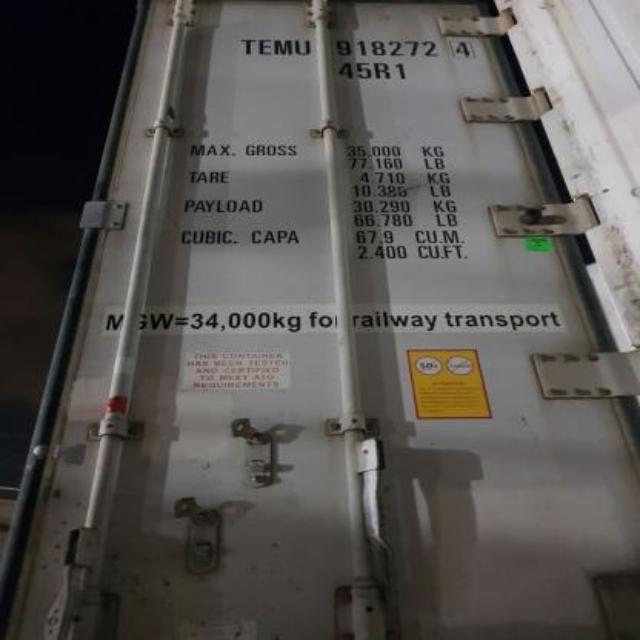 TEMU 918272 4
45R1
MAX. GROSS 35.000 KG
77.160 LB
TARE 4.710 KG
10.385 LB
PAYLOAD 30.290 KG
66.780 LB
CUBIC. CAPA 67.9 CU.M.
2.400 CU.FT.
MGW=34,000kg for railway transport
THIS CONTAINER
HAS BEEN TESTED
AND CERTIFIED
TO MEET ATO
REQUIREMENTS